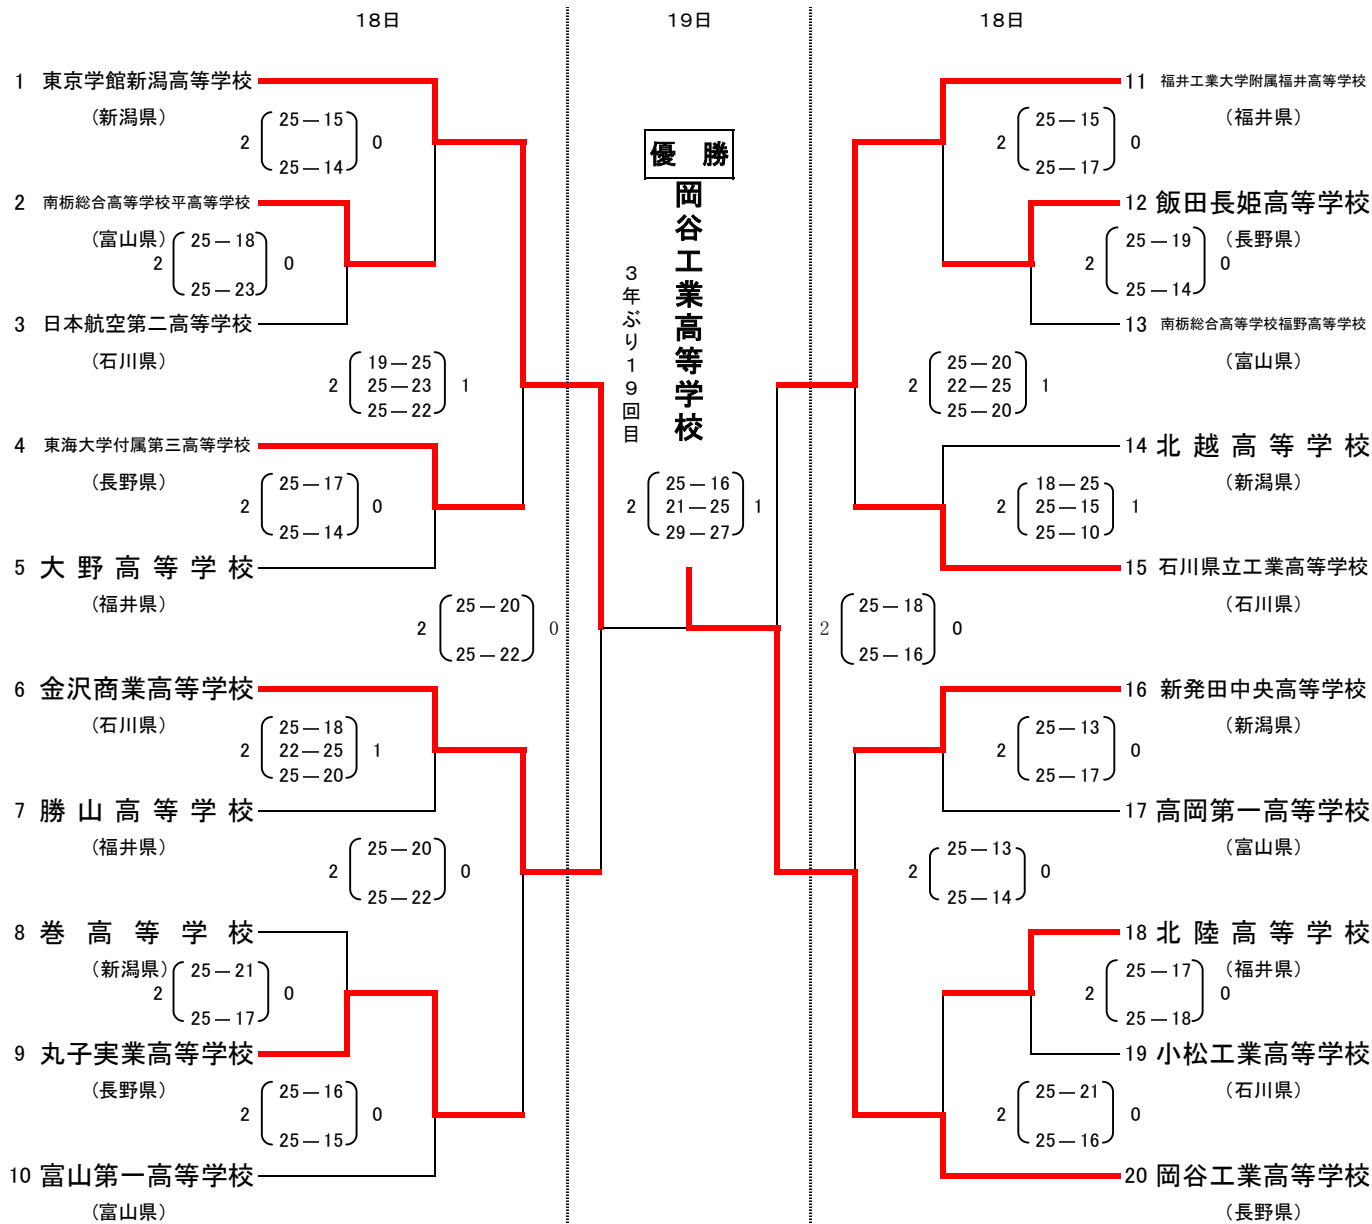 18日
19日
18日
1 東京学館新潟高等学校
（新潟県）
2 25—15 0
25—14
2 南栃総合高等学校平高等学校
（富山県）
2 25—18 0
25—23
3 日本航空第二高等学校
（石川県）
2 19—25 1
25—23
25—22
4 東海大学付属第三高等学校
（長野県）
2 25—17 0
25—14
5 大野高等学校
（福井県）
2 25—20 0
25—22
6 金沢商業高等学校
（石川県）
2 25—18 1
22—25
25—20
7 勝山高等学校
（福井県）
2 25—20 0
25—22
8 巻高等学校
（新潟県）
2 25—21 0
25—17
9 丸子実業高等学校
（長野県）
2 25—16 0
25—15
10 富山第一高等学校
（富山県）
優勝
岡谷工業高等学校
３年ぶり１９回目
2 25—16 1
21—25
29—27
11 福井工業大学附属福井高等学校
（福井県）
2 25—15 0
25—17
12 飯田長姫高等学校
（長野県）
2 25—19 0
25—14
13 南栃総合高等学校福野高等学校
（富山県）
2 25—20 1
22—25
25—20
14 北越高等学校
（新潟県）
2 18—25 1
25—15
25—10
15 石川県立工業高等学校
（石川県）
2 25—18 0
25—16
16 新発田中央高等学校
（新潟県）
2 25—13 0
25—17
17 高岡第一高等学校
（富山県）
2 25—13 0
25—14
18 北陸高等学校
（福井県）
2 25—17 0
25—18
19 小松工業高等学校
（石川県）
2 25—21 0
25—16
20 岡谷工業高等学校
（長野県）